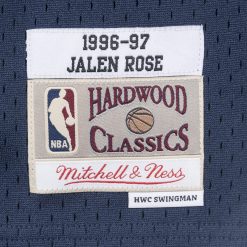 1996-97
JALEN ROSE
NBA
HARDWOOD
CLASSICS
Mitchell & Ness
HWC SWINGMAN